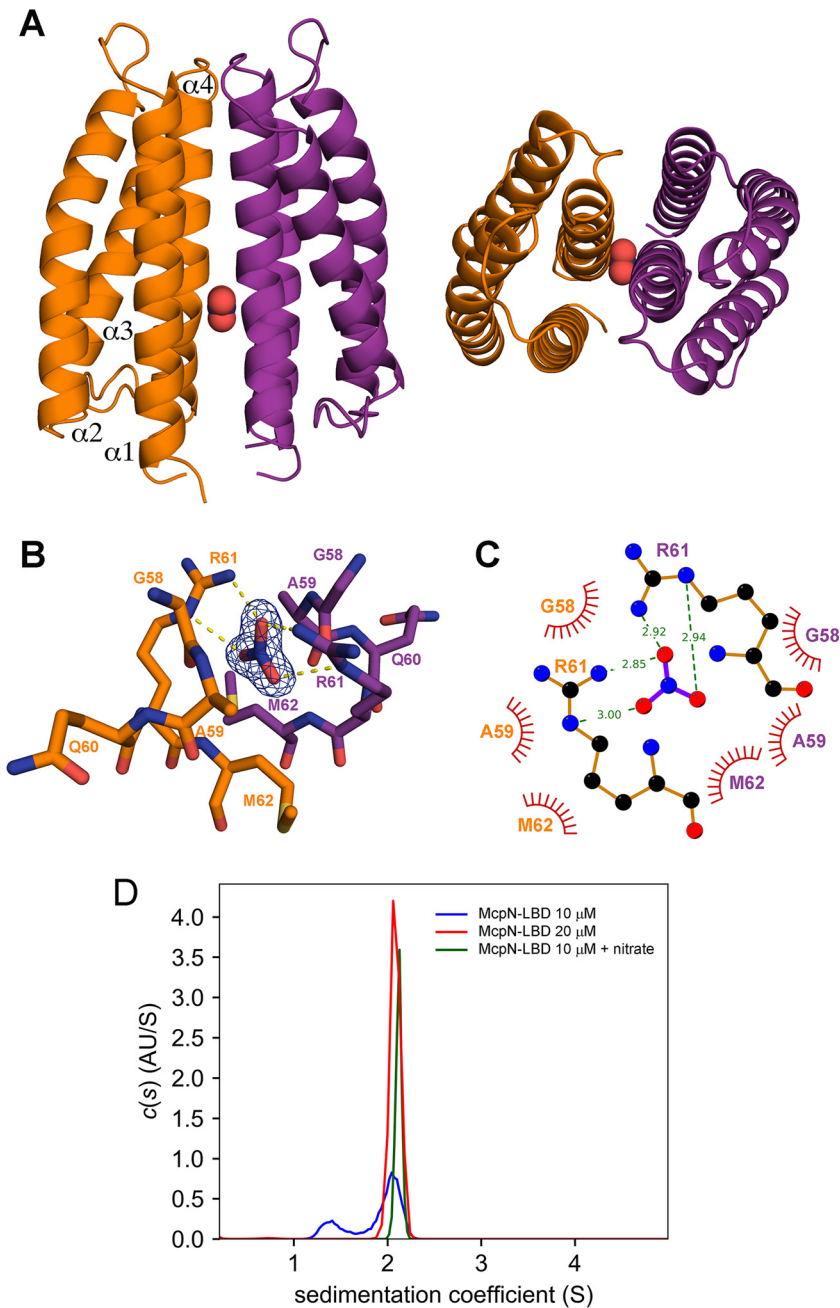 A
α4
α3
α2
α1
B
R61
G58
G58
A59
Q60
R61
M62
Q60
A59
M62
C
R61
G58
G58
2.92
2.94
R61
2.85
3.00
A59
A59
M62
M62
D
McpN-LBD 10 μM
McpN-LBD 20 μM
McpN-LBD 10 μM + nitrate
c(s) (AU/S)
4.0
3.5
3.0
2.5
2.0
1.5
1.0
0.5
0.0
1 2 3 4
sedimentation coefficient (S)